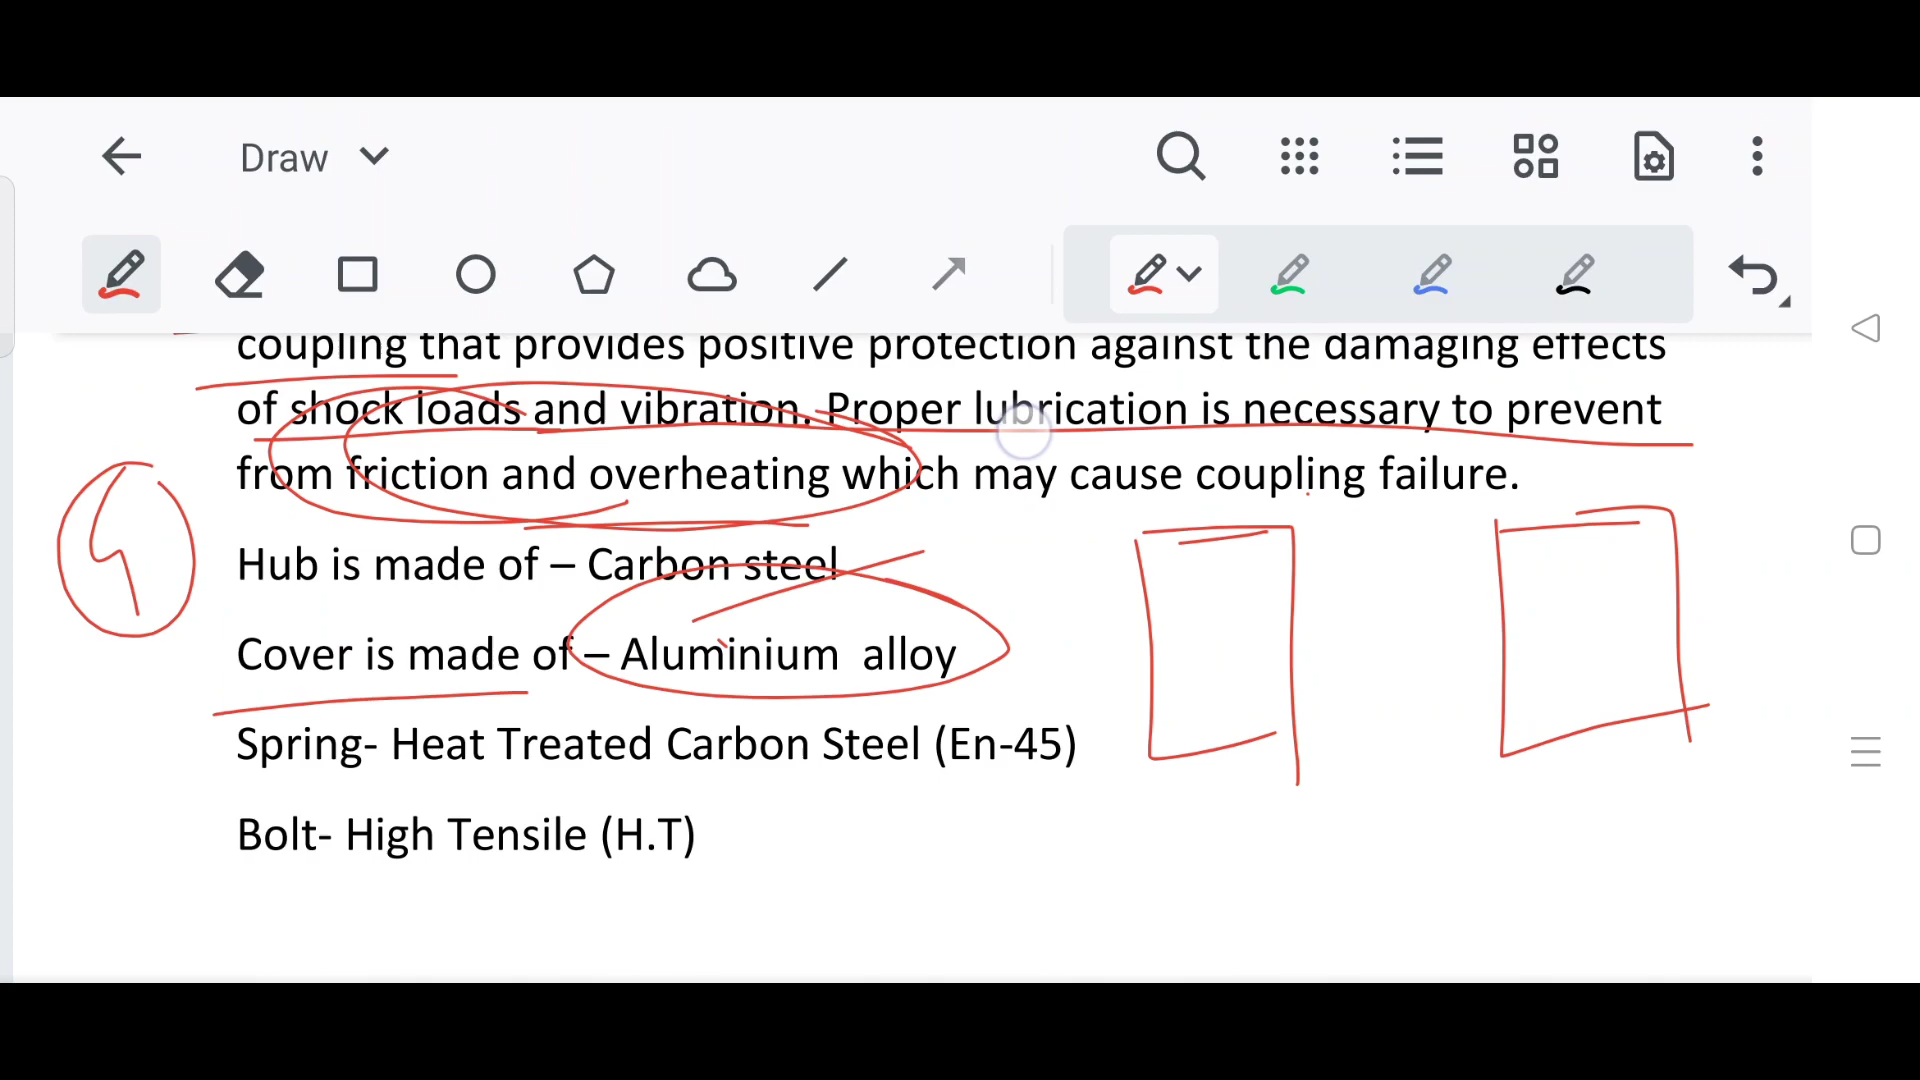 Draw
coupling that provides positive protection against the damaging effects
of shock loads and vibration. Proper lubrication is necessary to prevent
from friction and overheating which may cause coupling failure.
Hub is made of – Carbon steel
Cover is made of – Aluminium alloy
Spring- Heat Treated Carbon Steel (En-45)
Bolt- High Tensile (H.T)